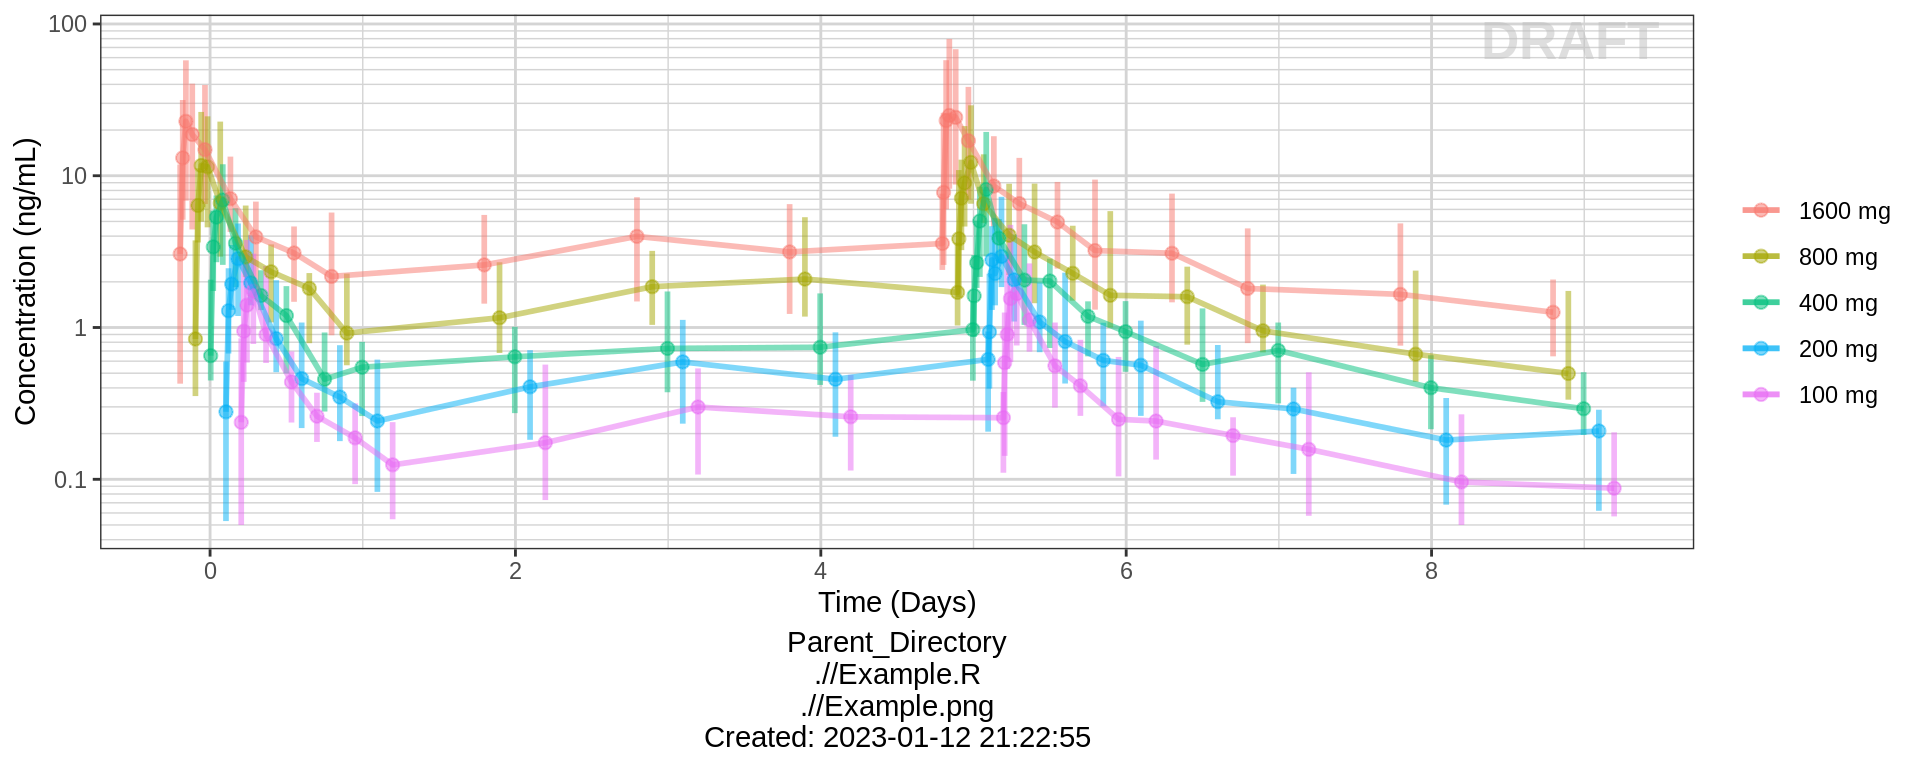 DRAFT
100
10
1
0.1
Concentration (ng/mL)
0 2 4 6 8
Time (Days)
1600 mg
800 mg
400 mg
200 mg
100 mg
Parent_Directory
.//Example.R
.//Example.png
Created: 2023-01-12 21:22:55